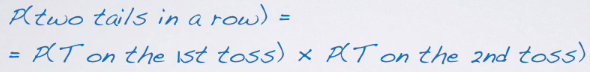 P(two tails in a row) =
= P(T on the 1st toss) × P(T on the 2nd toss)